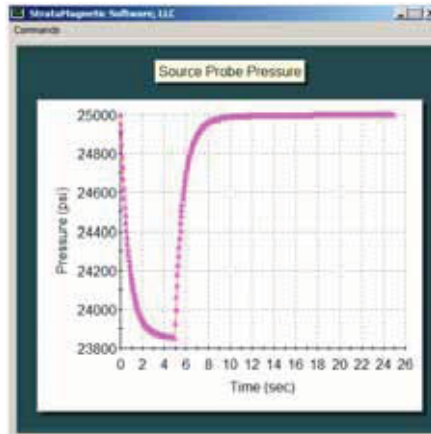 StrataMagnetic Software, LLC
Commands
Source Probe Pressure
25000
24800
24600
24400
24200
24000
23800
Pressure (psi)
0 2 4 6 8 10 12 14 16 18 20 22 24 26
Time (sec)